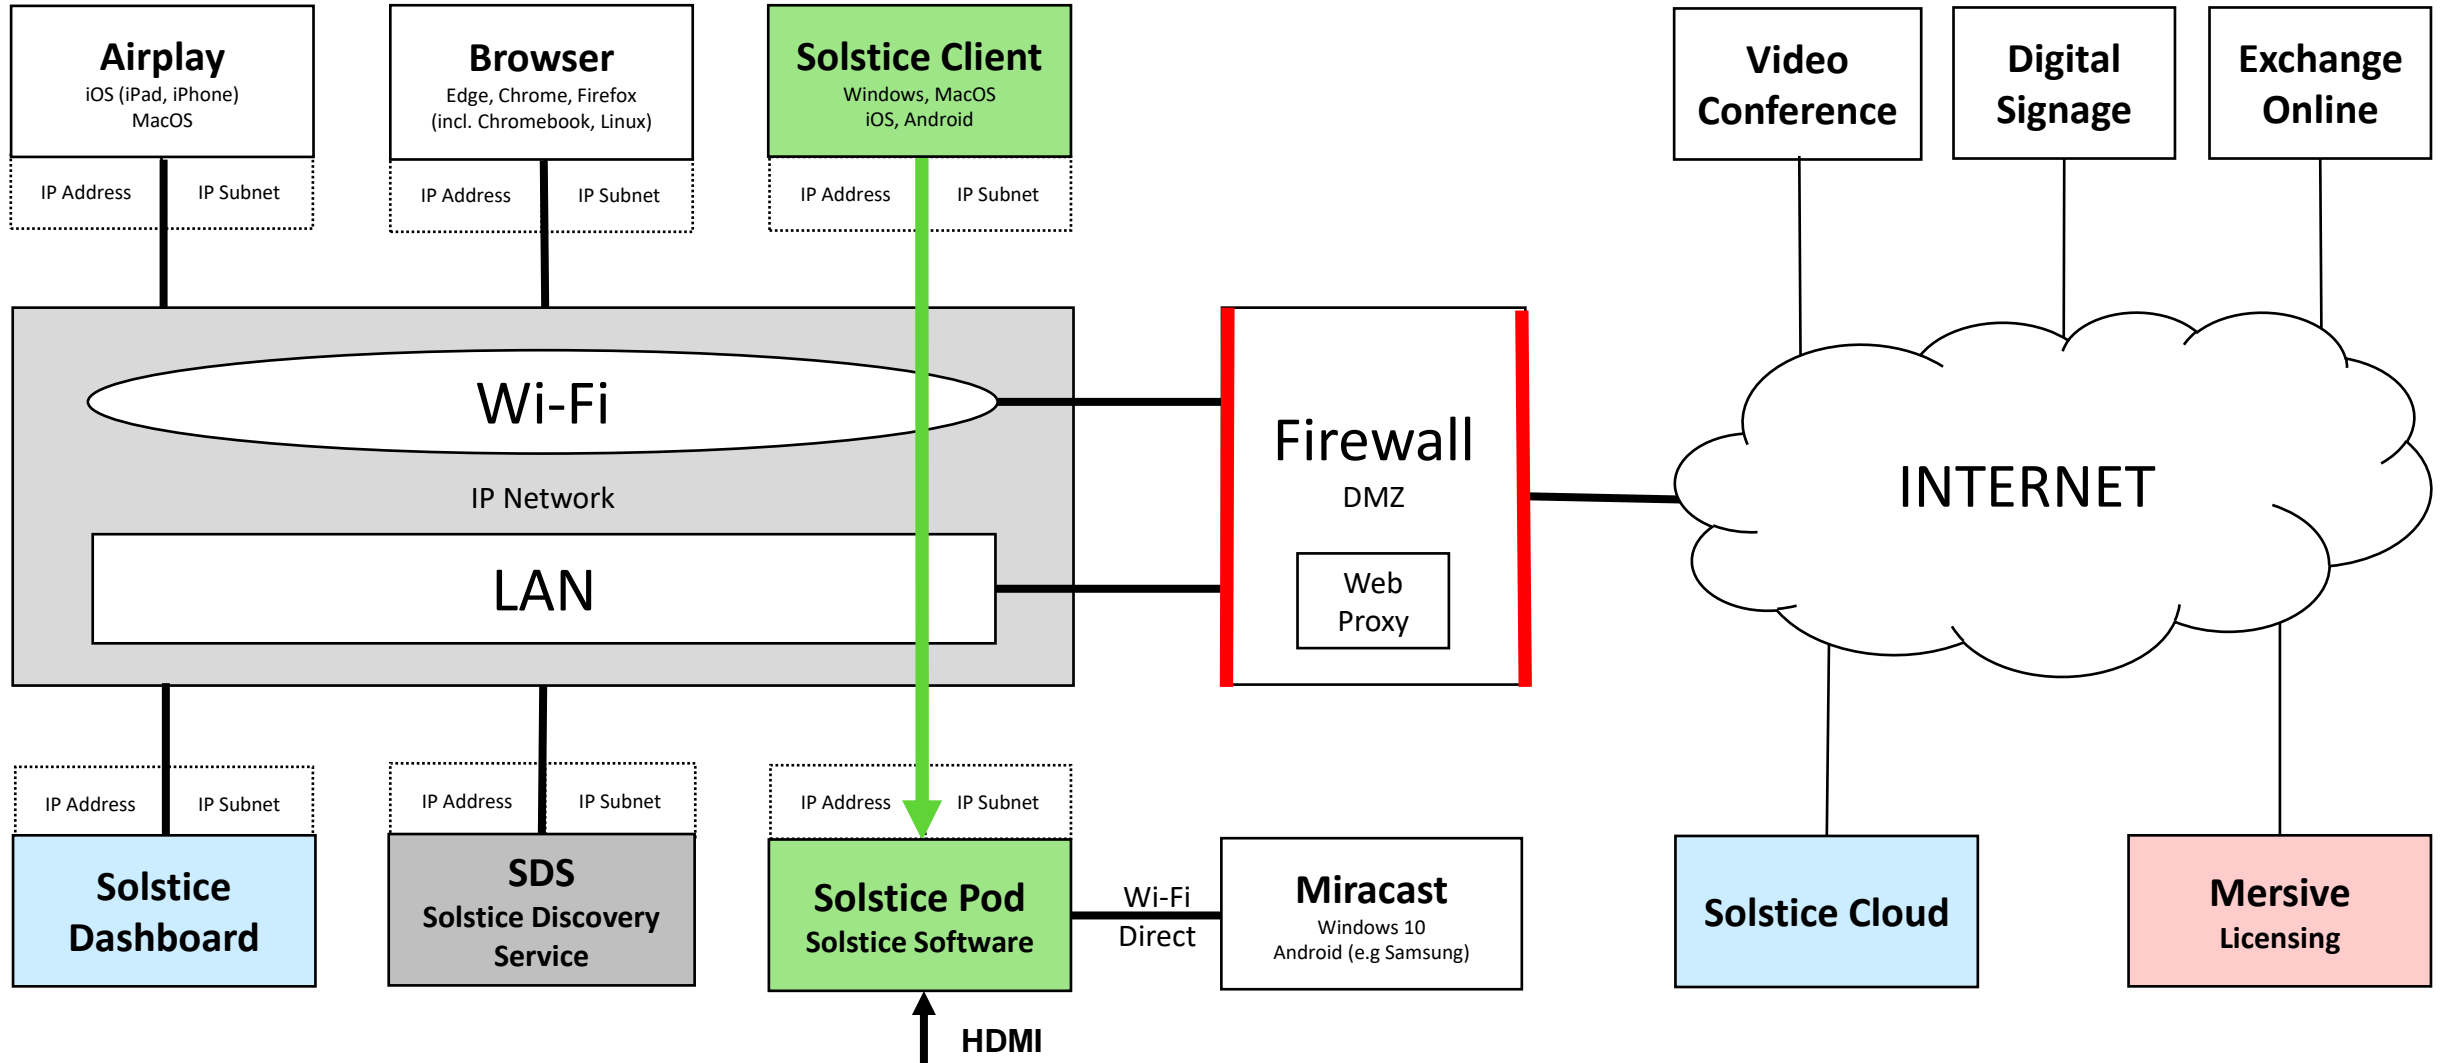 Airplay
iOS (iPad, iPhone)
MacOS
IP Address
IP Subnet
Browser
Edge, Chrome, Firefox
(incl. Chromebook, Linux)
IP Address
IP Subnet
Solstice Client
Windows, MacOS
iOS, Android
IP Address
IP Subnet
Video
Conference
Digital
Signage
Exchange
Online
Wi-Fi
IP Network
LAN
Firewall
DMZ
Web
Proxy
INTERNET
IP Address
IP Subnet
Solstice
Dashboard
IP Address
IP Subnet
SDS
Solstice Discovery
Service
IP Address
IP Subnet
Solstice Pod
Solstice Software
Wi-Fi
Direct
Miracast
Windows 10
Android (e.g Samsung)
Solstice Cloud
Mersive
Licensing
HDMI